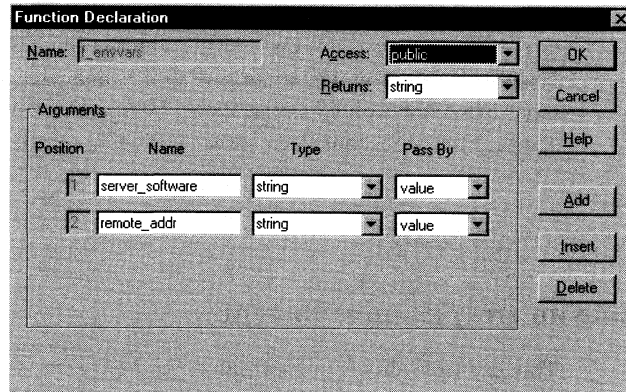 Function Declaration
Name: f_envvars Access: public OK
Returns: string Cancel
Arguments
Help
Position Name Type Pass By
1 server_software string value Add
2 remote_addr string value
Insert
Delete